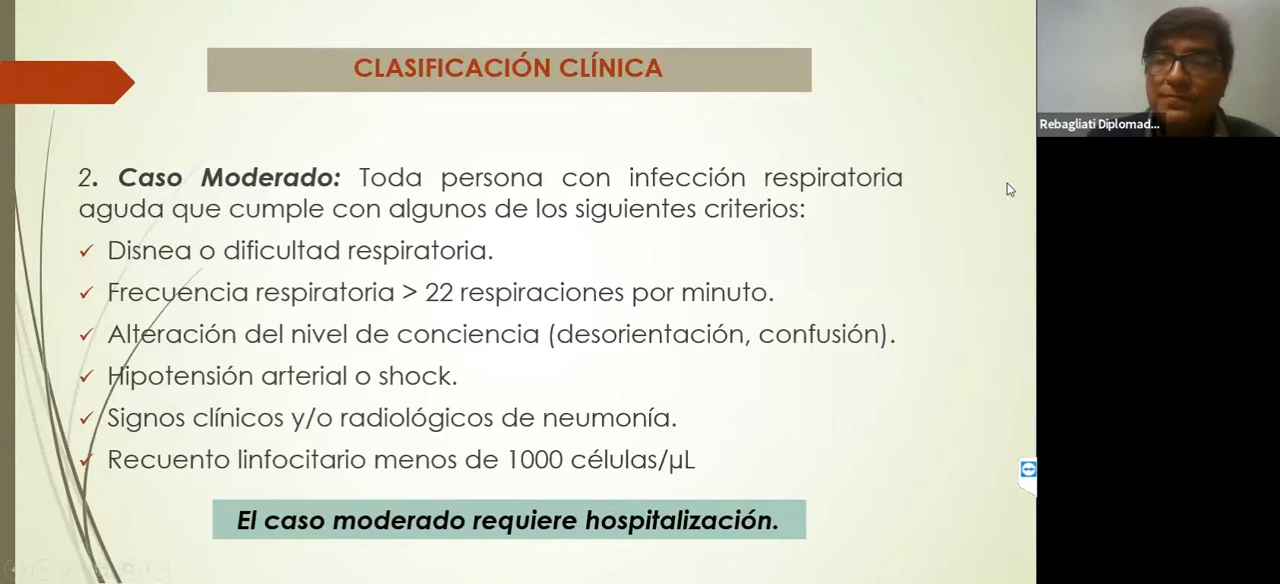 CLASIFICACIÓN CLÍNICA
Rebagliati Diplomad...
2. Caso Moderado: Toda persona con infección respiratoria
aguda que cumple con algunos de los siguientes criterios:
Disnea o dificultad respiratoria.
Frecuencia respiratoria > 22 respiraciones por minuto.
Alteración del nivel de conciencia (desorientación, confusión).
Hipotensión arterial o shock.
Signos clínicos y/o radiológicos de neumonía.
Recuento linfocitario menos de 1000 células/µL
El caso moderado requiere hospitalización.